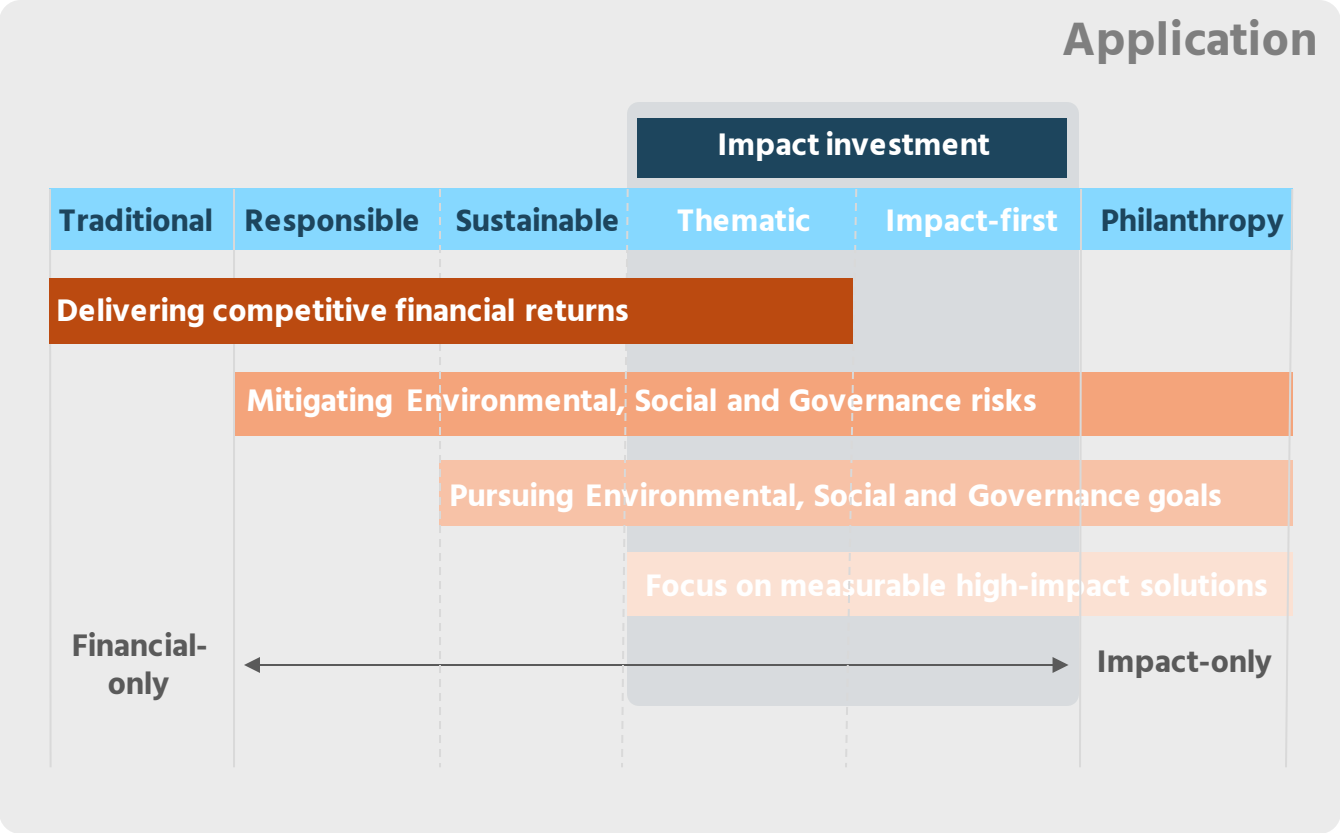 Application
Impact investment
Traditional
Responsible
Sustainable
Thematic
Impact-first
Philanthropy
Delivering competitive financial returns
Mitigating Environmental, Social and Governance risks
Pursuing Environmental, Social and Governance goals
Focus on measurable high-impact solutions
Financial-
only
Impact-only